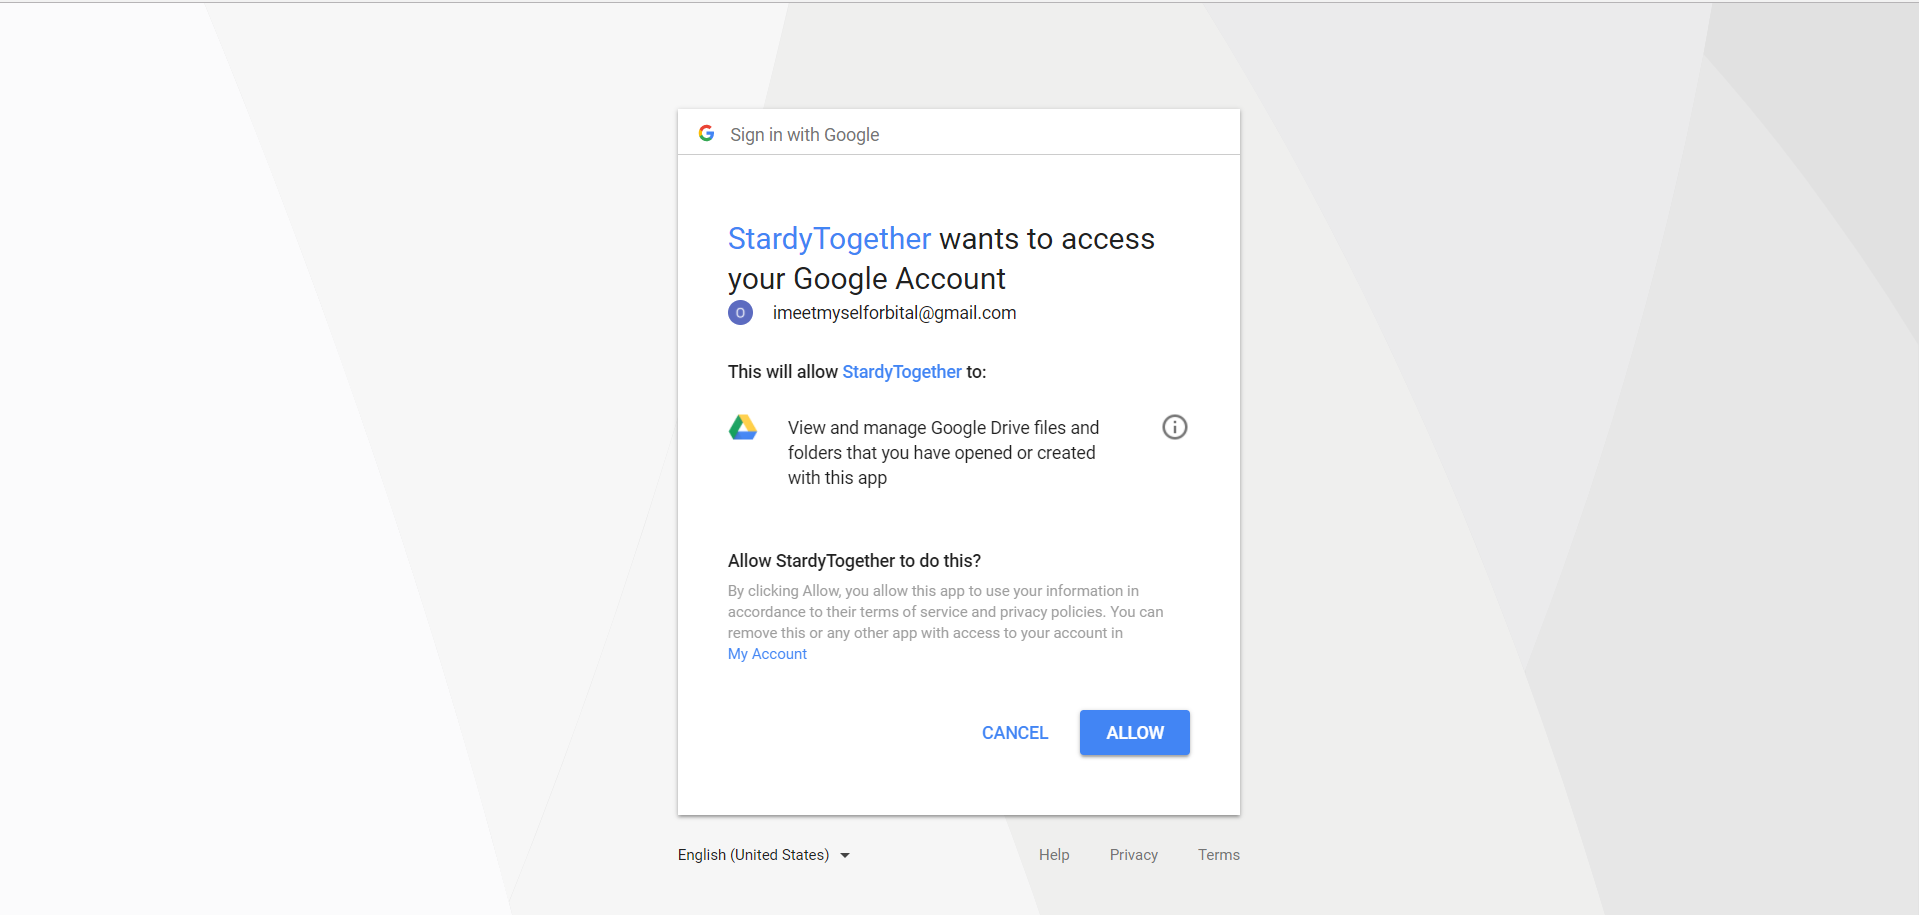 Sign in with Google
StardyTogether wants to access
your Google Account
O
imeetmyselforbital@gmail.com
This will allow StardyTogether to:
View and manage Google Drive files and
folders that you have opened or created
with this app
Allow StardyTogether to do this?
By clicking Allow, you allow this app to use your information in
accordance to their terms of service and privacy policies. You can
remove this or any other app with access to your account in
My Account
CANCEL
ALLOW
English (United States)
Help
Privacy
Terms